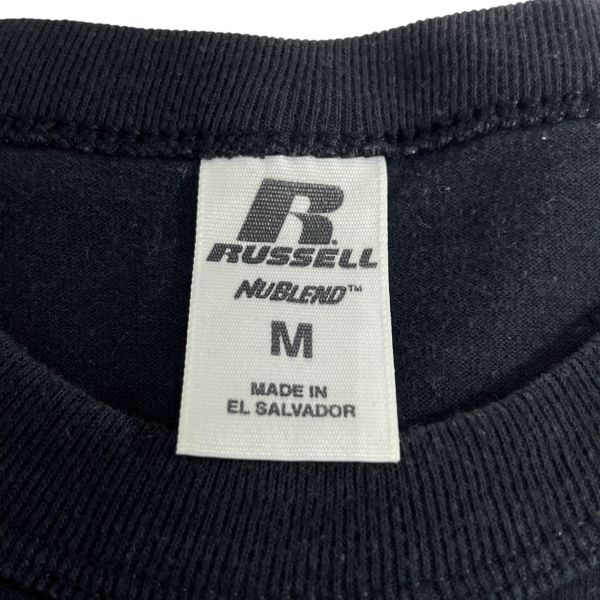 R
RUSSELL
NUBLEND™
M
MADE IN
EL SALVADOR